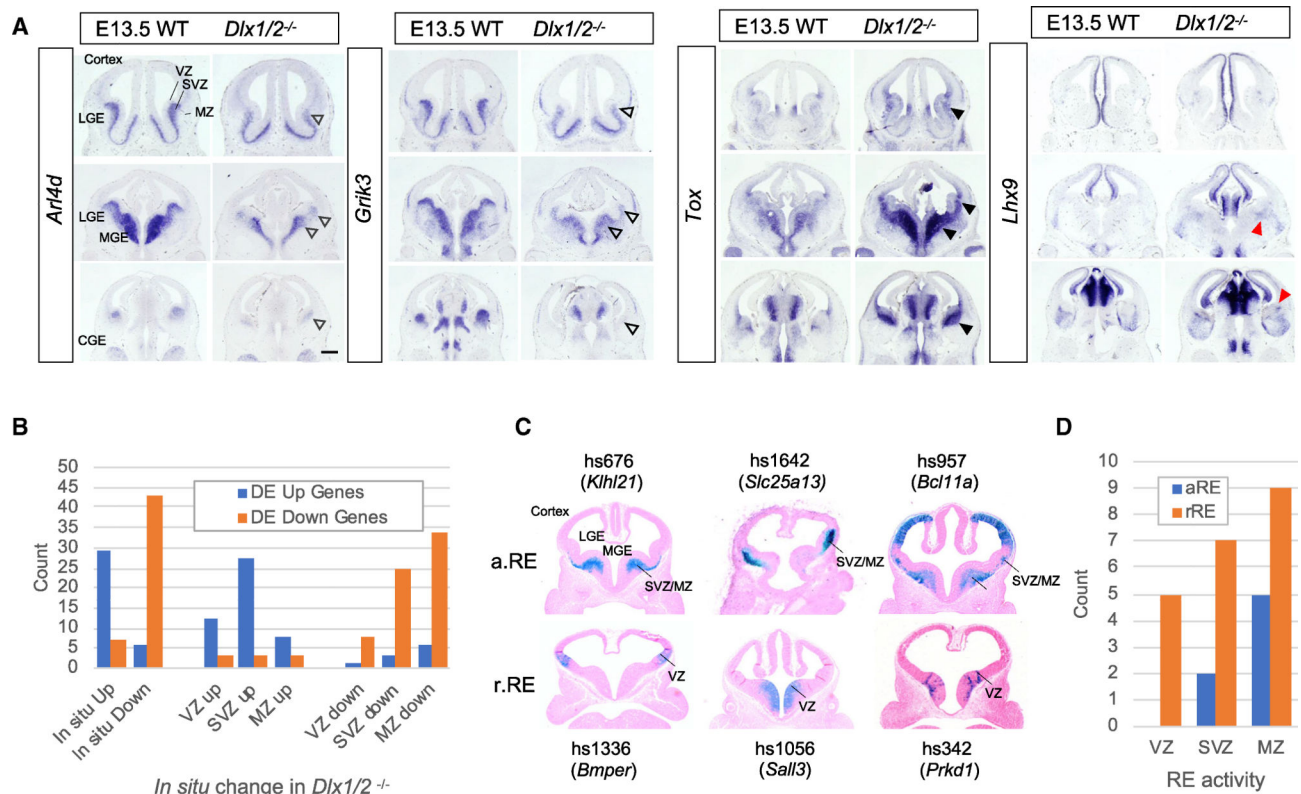 A
E13.5 WT Dlx1/2-/-
E13.5 WT Dlx1/2-/-
E13.5 WT Dlx1/2-/-
E13.5 WT Dlx1/2-/-
Arl4d
Cortex
VZ
SVZ
MZ
LGE
LGE
MGE
CGE
Grik3
Tox
Lhx9
B
50
45
40
35
30
25
20
15
10
5
0
Count
DE Up Genes
DE Down Genes
In situ Up
In situ Down
VZ up
SVZ up
MZ up
VZ down
SVZ down
MZ down
In situ change in Dlx1/2 -/-
C
hs676
(Klhl21)
hs1642
(Slc25a13)
hs957
(Bcl11a)
a.RE
Cortex
LGE
MGE
SVZ/MZ
SVZ/MZ
SVZ/MZ
r.RE
VZ
VZ
VZ
hs1336
(Bmper)
hs1056
(Sall3)
hs342
(Prkd1)
D
10
9
8
7
6
5
4
3
2
1
0
Count
aRE
rRE
VZ SVZ MZ
RE activity